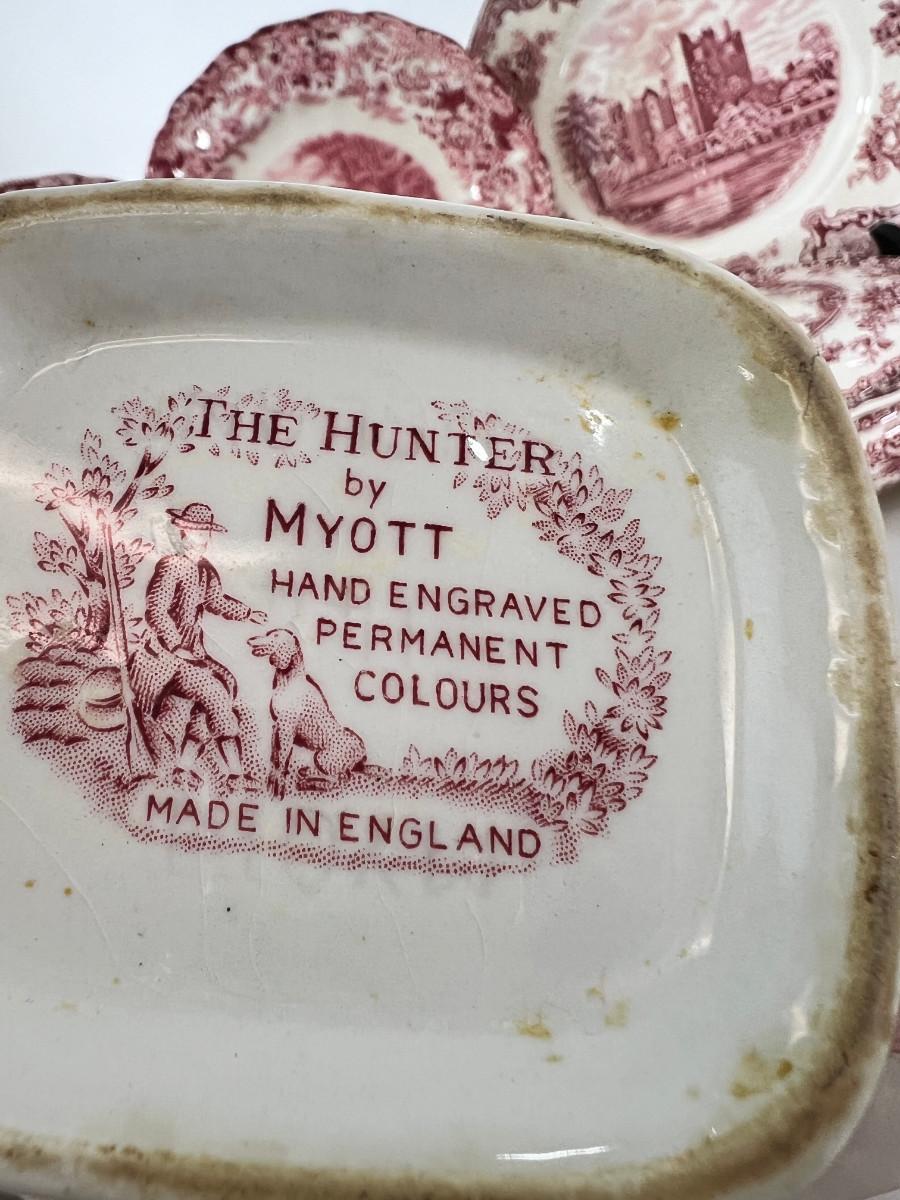 THE HUNTER
by
MYOTT
HAND ENGRAVED
PERMANENT
COLOURS
MADE IN ENGLAND